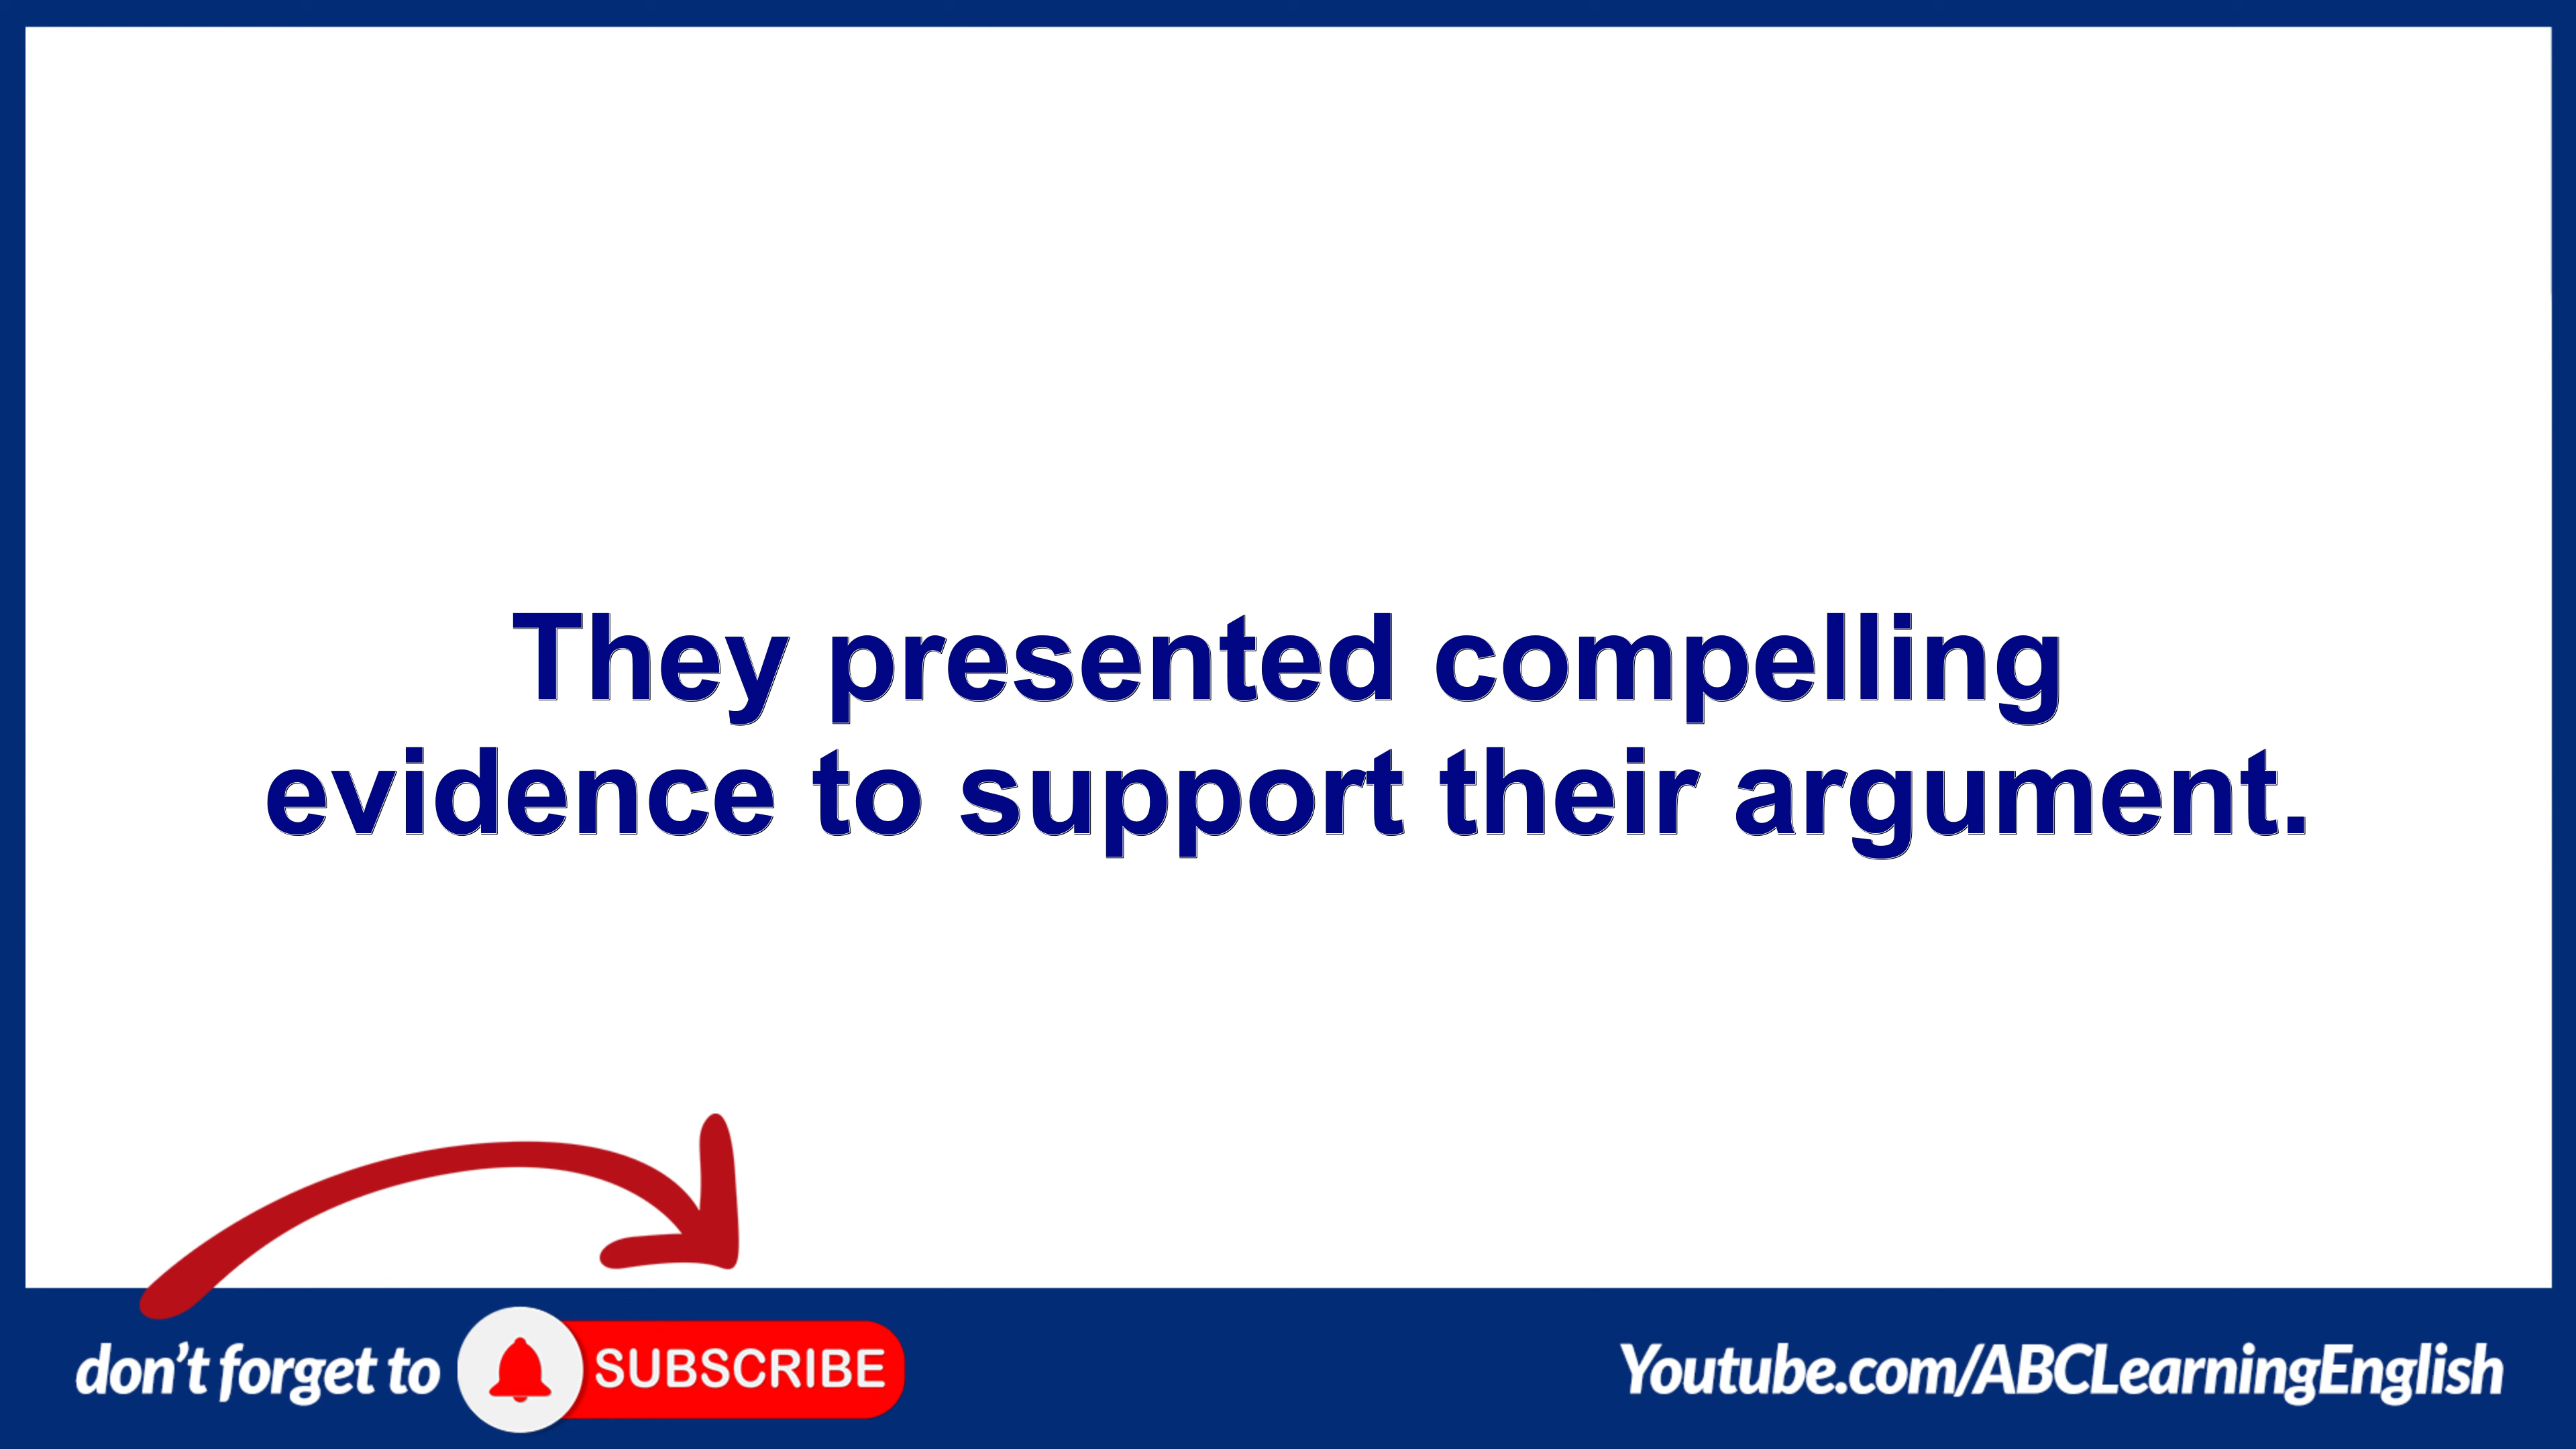 They presented compelling
evidence to support their argument.
don't forget to SUBSCRIBE
Youtube.com/ABCLearningEnglish